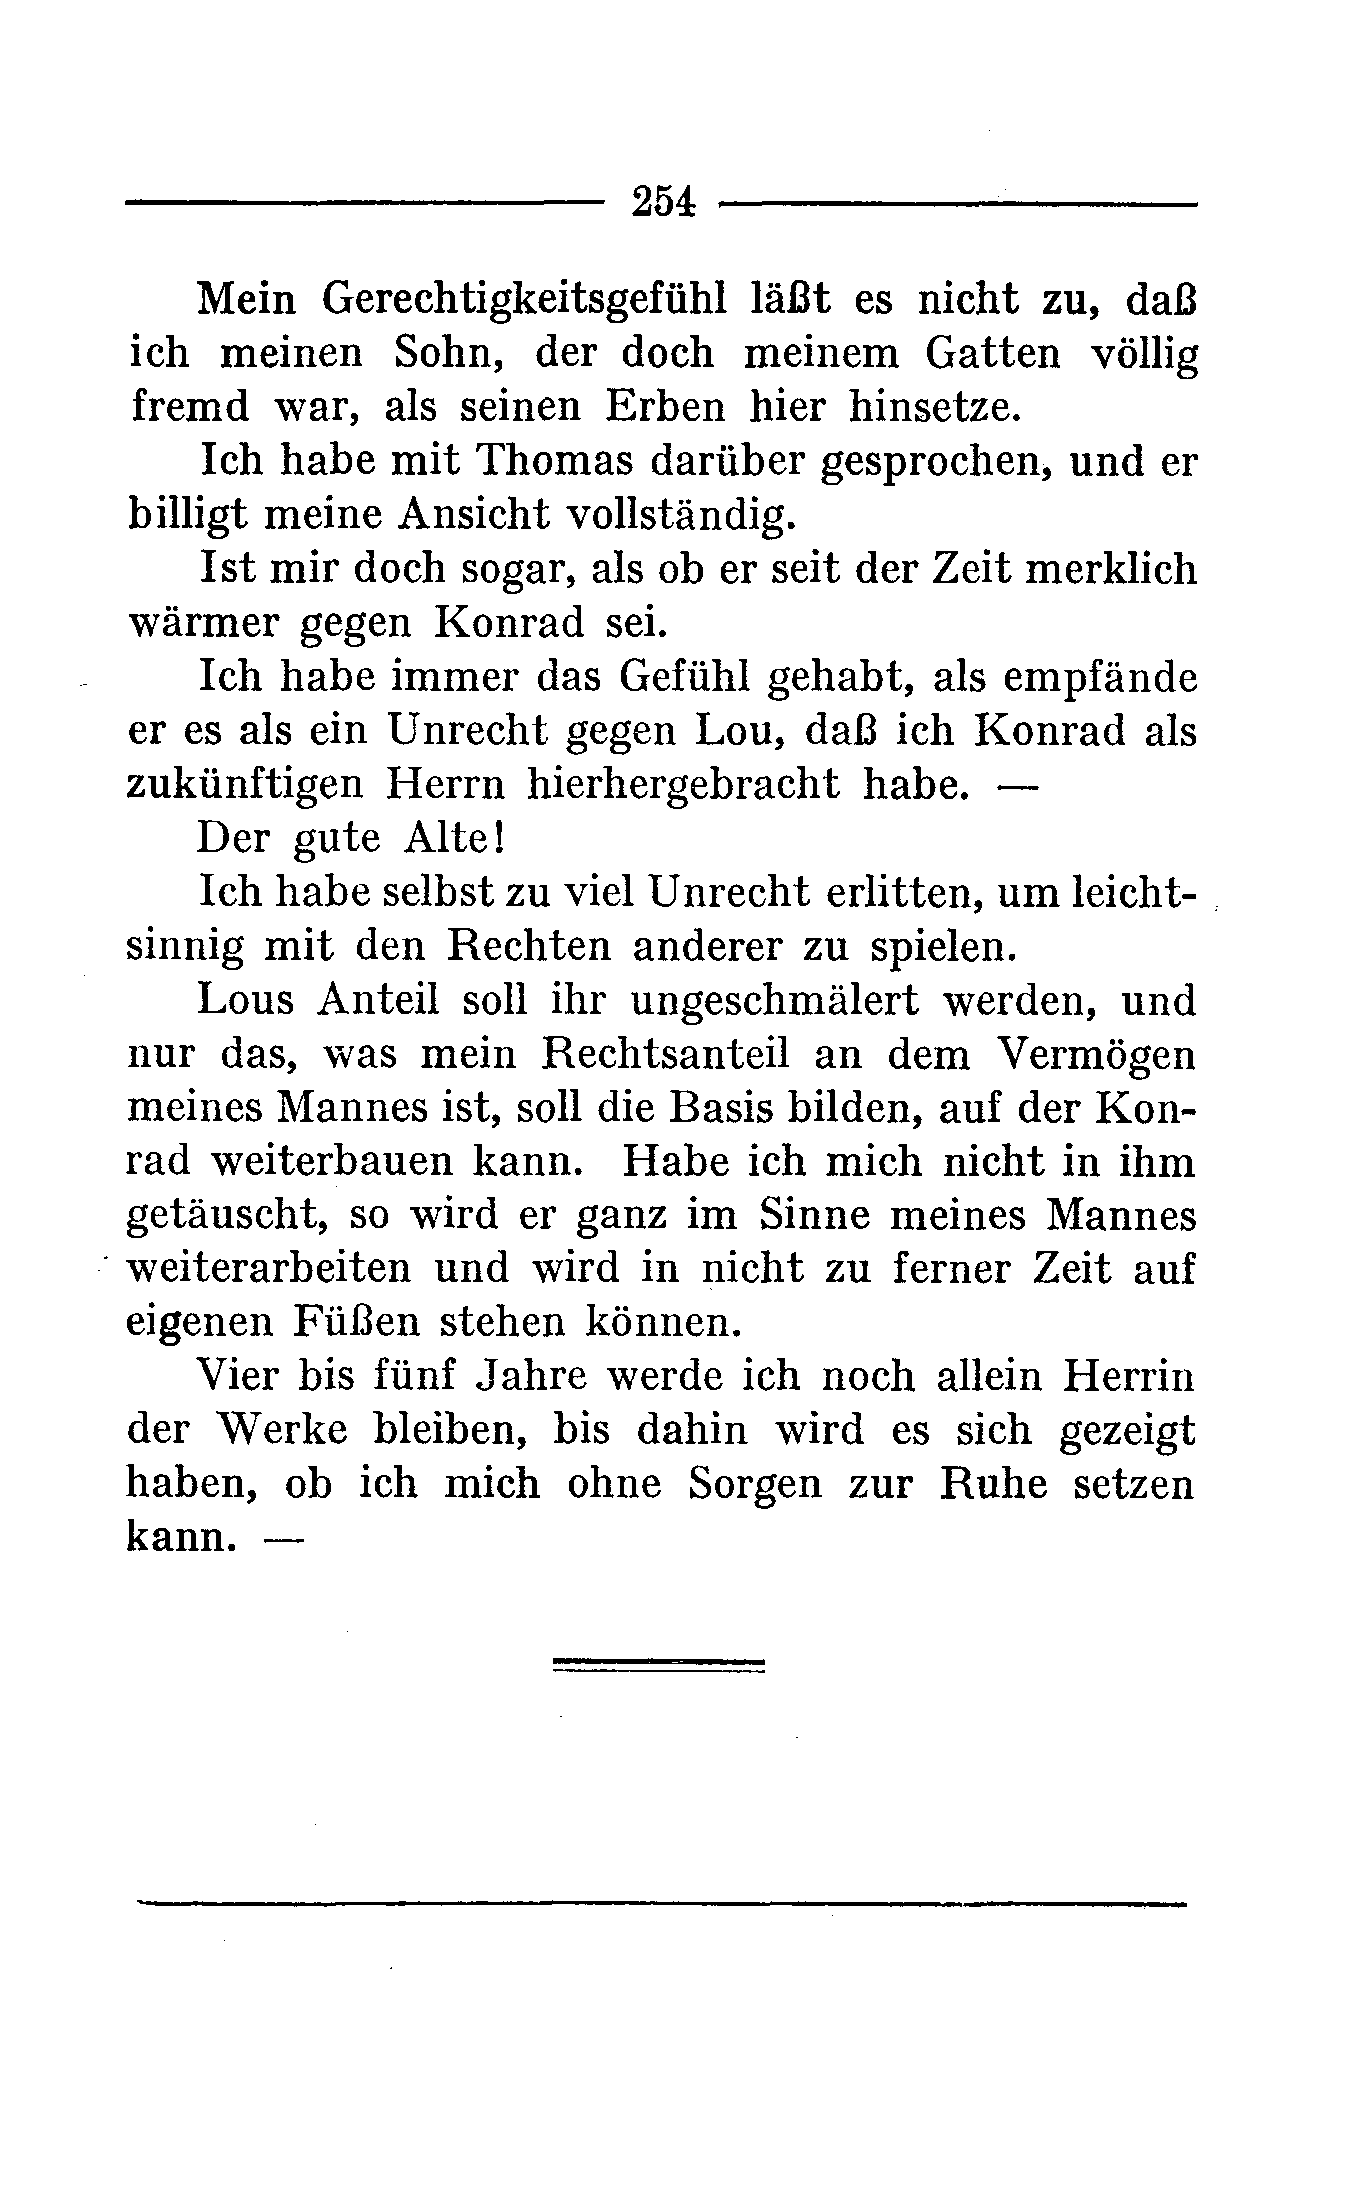 254
Mein Gerechtigkeitsgefühl läßt es nicht zu, daß
ich meinen Sohn, der doch meinem Gatten völlig
fremd war, als seinen Erben hier hinsetze.
Ich habe mit Thomas darüber gesprochen, und er
billigt meine Ansicht vollständig.
Ist mir doch sogar, als ob er seit der Zeit merklich
wärmer gegen Konrad sei.
Ich habe immer das Gefühl gehabt, als empfände
er es als ein Unrecht gegen Lou, daß ich Konrad als
zukünftigen Herrn hierhergebracht habe. —
Der gute Alte!
Ich habe selbst zu viel Unrecht erlitten, um leicht-
sinnig mit den Rechten anderer zu spielen.
Lous Anteil soll ihr ungeschmälert werden, und
nur das, was mein Rechtsanteil an dem Vermögen
meines Mannes ist, soll die Basis bilden, auf der Kon-
rad weiterbauen kann. Habe ich mich nicht in ihm
getäuscht, so wird er ganz im Sinne meines Mannes
weiterarbeiten und wird in nicht zu ferner Zeit auf
eigenen Füßen stehen können.
Vier bis fünf Jahre werde ich noch allein Herrin
der Werke bleiben, bis dahin wird es sich gezeigt
haben, ob ich mich ohne Sorgen zur Ruhe setzen
kann. —